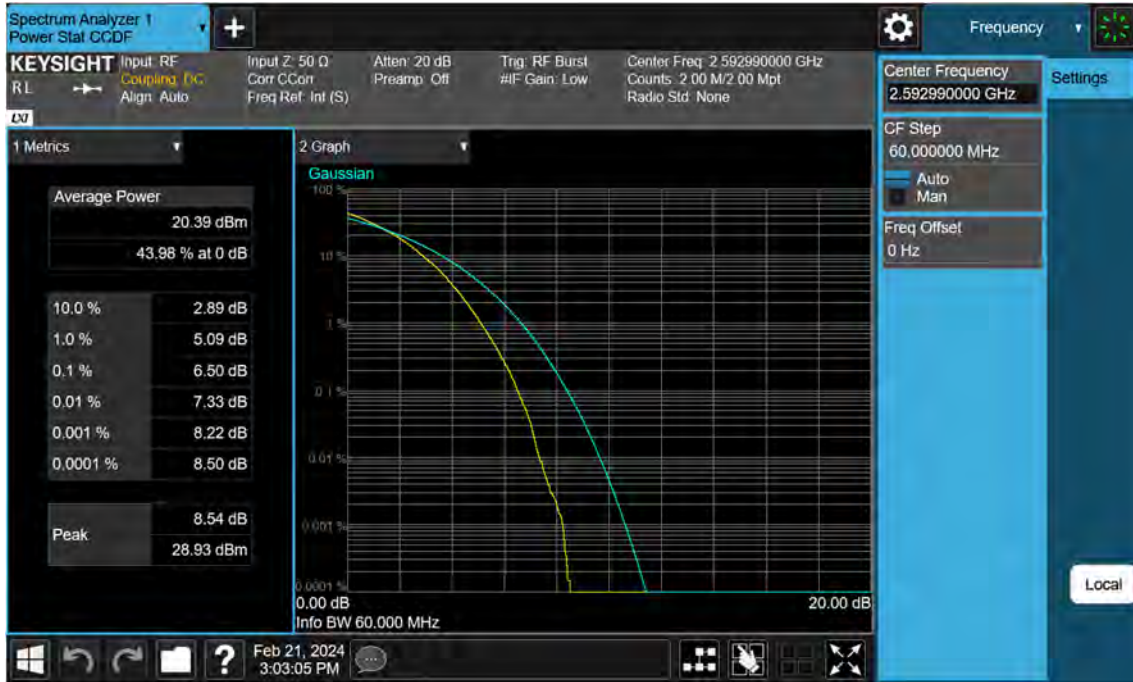 Spectrum Analyzer 1
Power Stat CCDF
+
Frequency
KEYSIGHT
RL
LXI
Input: RF
Coupling: DC
Align: Auto
Input Z: 50 Ω
Corr CCorr
Freq Ref: Int (S)
Atten: 20 dB
Preamp: Off
Trig: RF Burst
#IF Gain: Low
Center Freq: 2.592990000 GHz
Counts: 2.00 M/2.00 Mpt
Radio Std: None
Center Frequency
2.592990000 GHz
Settings
CF Step
60.000000 MHz
Auto
Man
Freq Offset
0 Hz
1 Metrics
Average Power
20.39 dBm
43.98 % at 0 dB
10.0 % 2.89 dB
1.0 % 5.09 dB
0.1 % 6.50 dB
0.01 % 7.33 dB
0.001 % 8.22 dB
0.0001 % 8.50 dB
Peak
8.54 dB
28.93 dBm
2 Graph
Gaussian
100 %
10 %
1 %
0.1 %
0.01 %
0.001 %
0.0001 %
0.00 dB 20.00 dB
Info BW 60.000 MHz
Local
?
Feb 21, 2024
3:03:05 PM